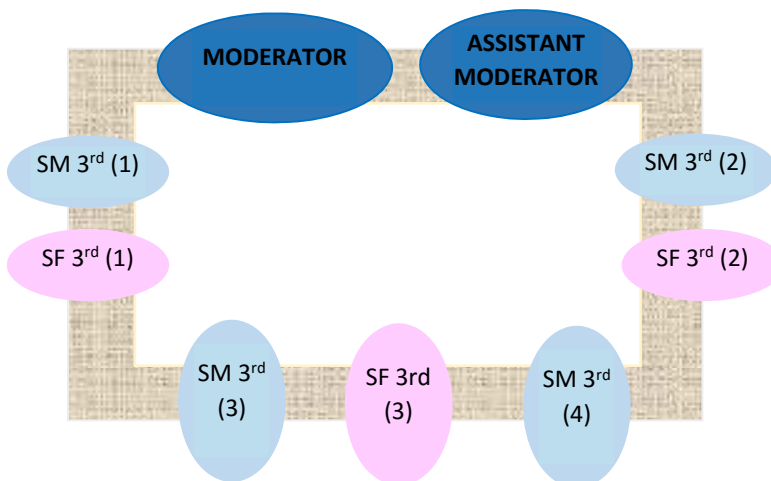 MODERATOR
ASSISTANT
MODERATOR
SM 3rd (1)
SM 3rd (2)
SF 3rd (1)
SF 3rd (2)
SM 3rd
(3)
SF 3rd
(3)
SM 3rd
(4)